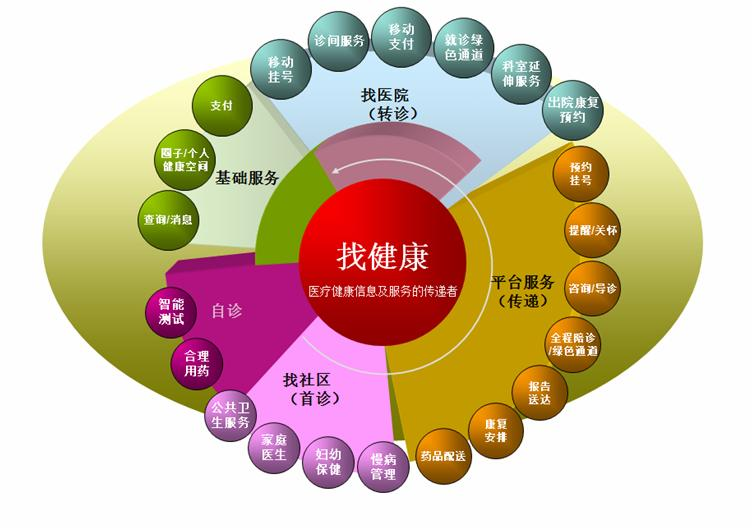 找健康
医疗健康信息及服务的传递者
找医院
（转诊）
移动
挂号
诊间服务
移动
支付
就诊绿
色通道
科室延
伸服务
出院康复
预约
平台服务
（传递）
预约
挂号
提醒/关怀
咨询/导诊
全程陪诊
/绿色通道
报告
送达
康复
安排
药品配送
找社区
（首诊）
慢病
管理
妇幼
保健
家庭
医生
公共卫
生服务
自诊
合理
用药
智能
测试
基础服务
查询/消息
圈子/个人
健康空间
支付